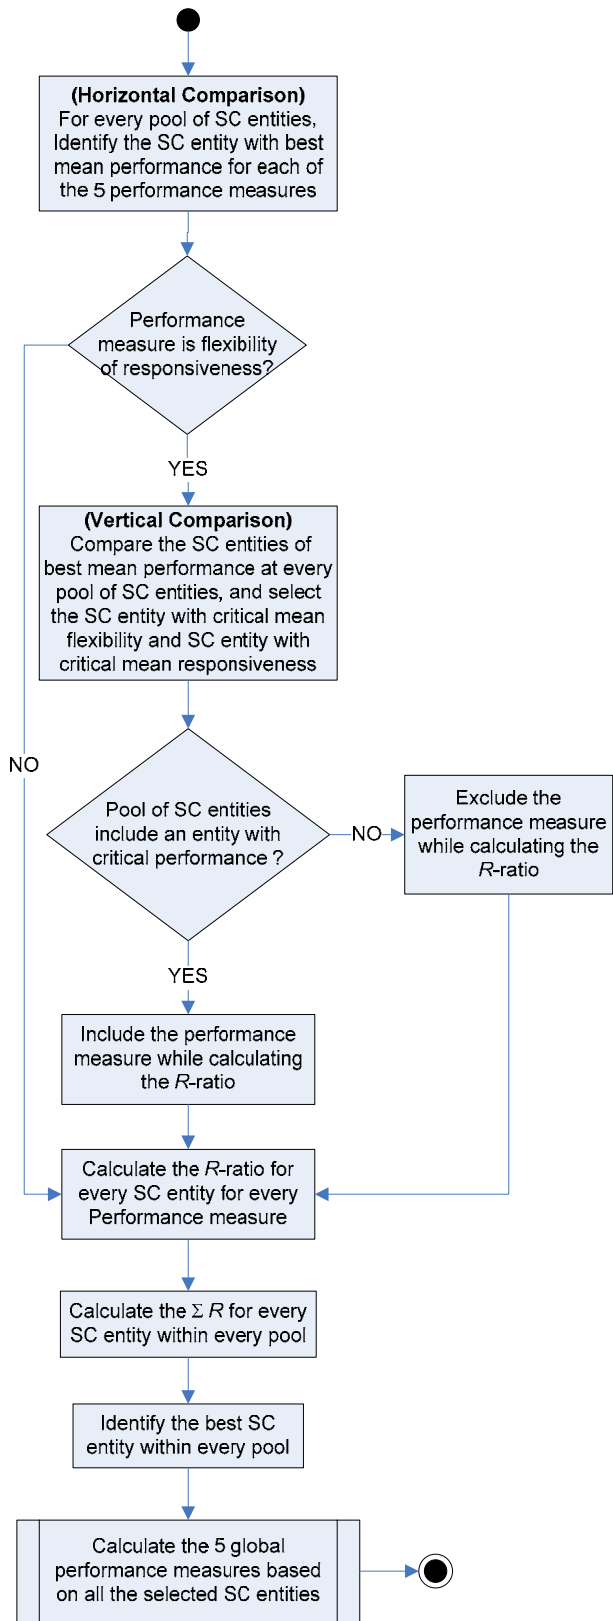 (Horizontal Comparison)
For every pool of SC entities,
Identify the SC entity with best
mean performance for each of
the 5 performance measures
Performance
measure is flexibility
of responsiveness?
YES
(Vertical Comparison)
Compare the SC entities of
best mean performance at every
pool of SC entities, and select
the SC entity with critical mean
flexibility and SC entity with
critical mean responsiveness
NO
Pool of SC entities
include an entity with
critical performance ?
NO
Exclude the
performance measure
while calculating the
R-ratio
YES
Include the performance
measure while calculating
the R-ratio
Calculate the R-ratio for
every SC entity for every
Performance measure
Calculate the Σ R for every
SC entity within every pool
Identify the best SC
entity within every pool
Calculate the 5 global
performance measures based
on all the selected SC entities